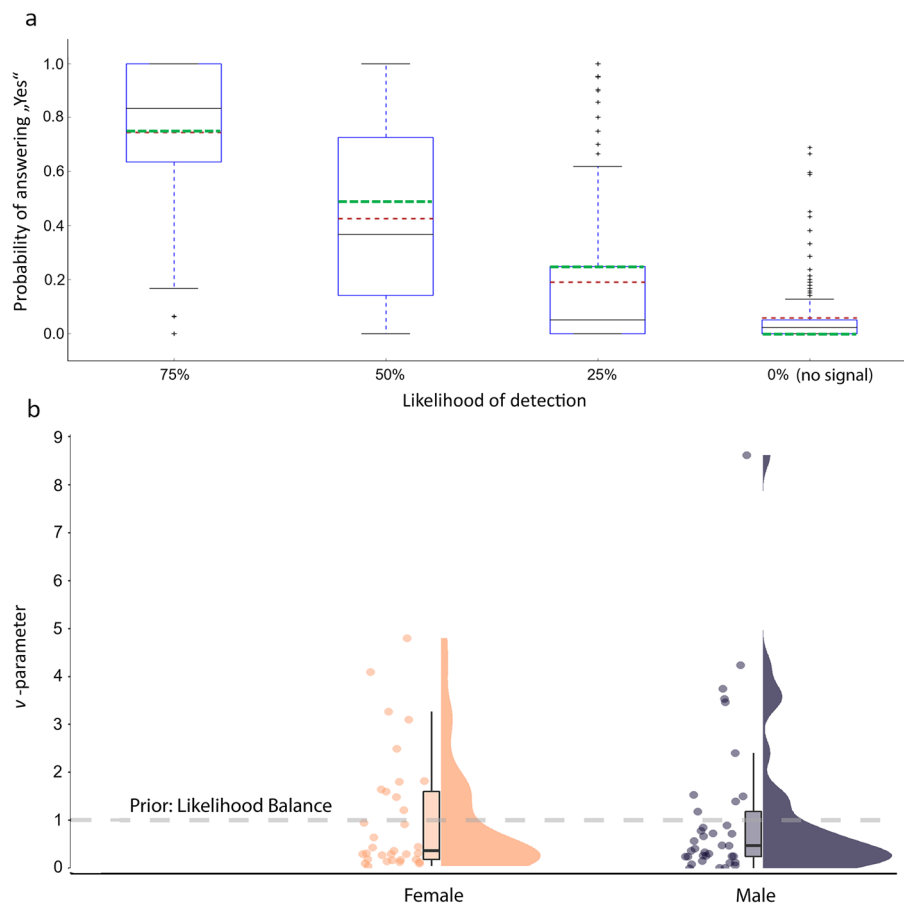 a
Probability of answering „Yes“
1.0
0.8
0.6
0.4
0.2
0.0
75%
50%
25%
0% (no signal)
Likelihood of detection
b
v -parameter
9
8
7
6
5
4
3
2
1
0
Prior: Likelihood Balance
Female
Male